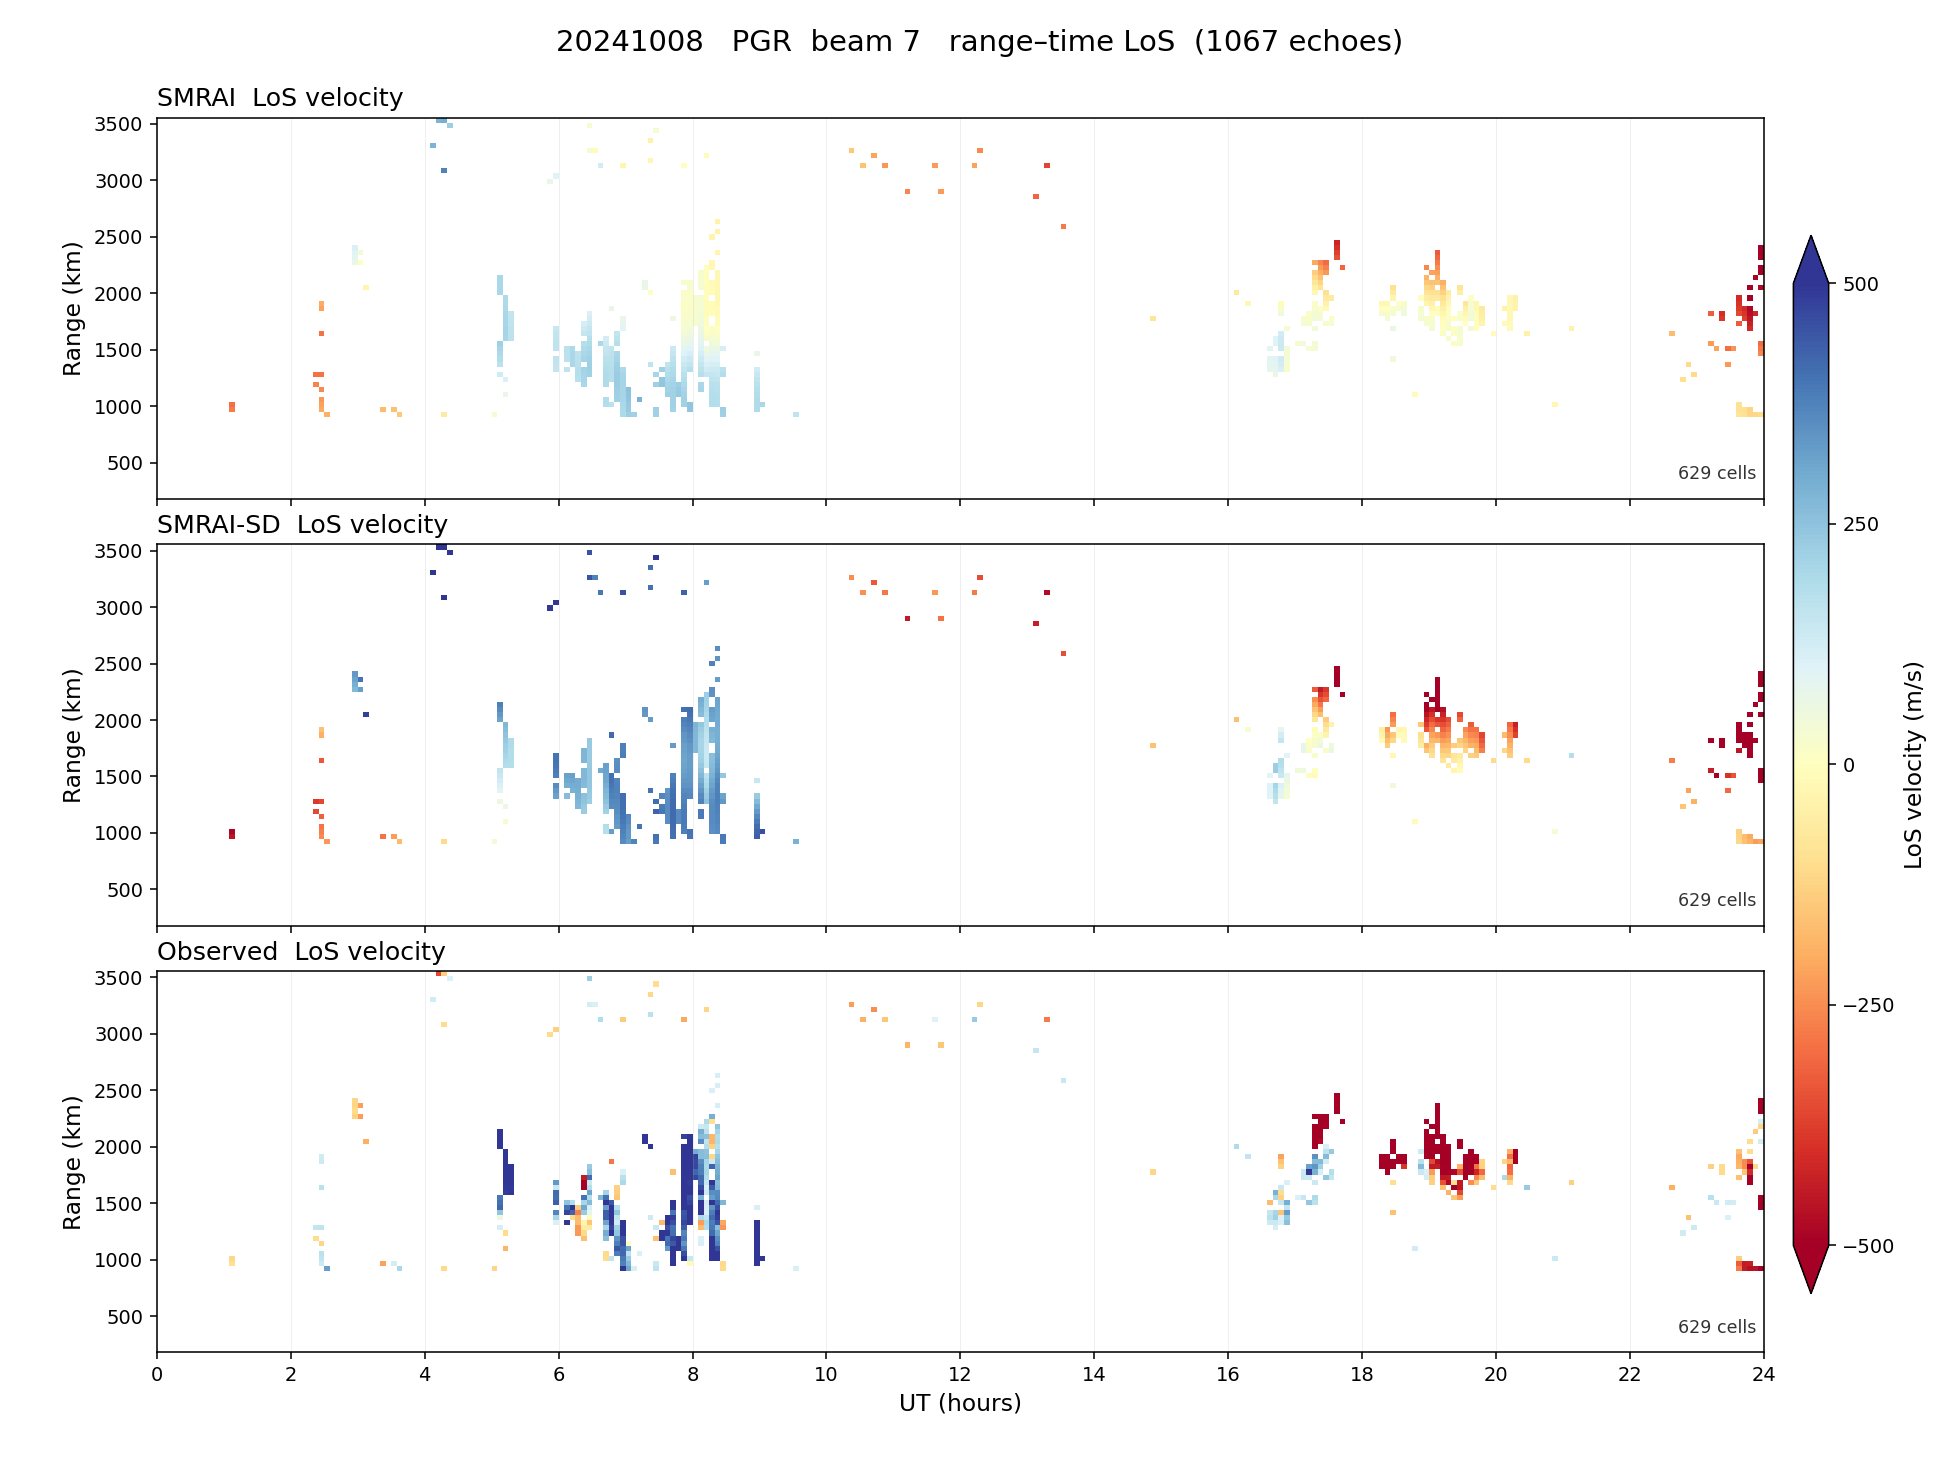 20241008   PGR  beam 7   range–time LoS  (1067 echoes)
SMRAI  LoS velocity
3500
3000
2500
2000
1500
1000
500
Range (km)
629 cells
SMRAI-SD  LoS velocity
3500
3000
2500
2000
1500
1000
500
Range (km)
629 cells
Observed  LoS velocity
3500
3000
2500
2000
1500
1000
500
Range (km)
629 cells
0 2 4 6 8 10 12 14 16 18 20 22 24
UT (hours)
500
250
0
−250
−500
LoS velocity (m/s)